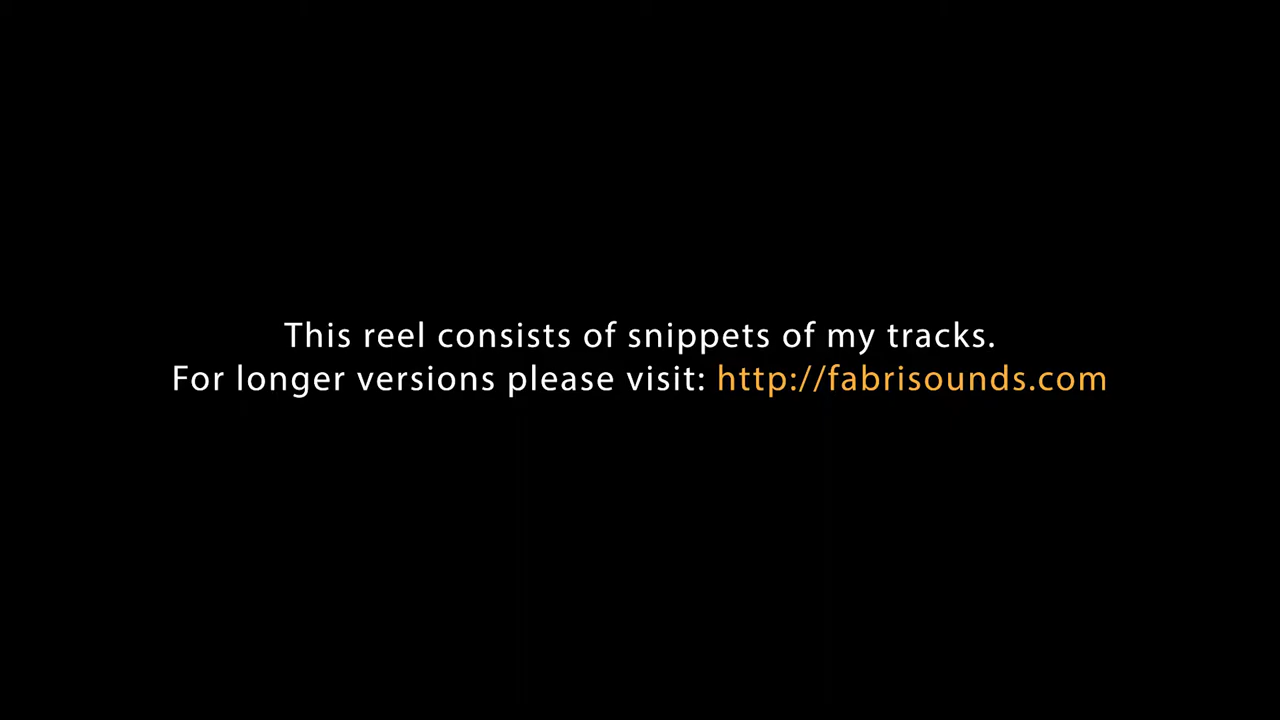 This reel consists of snippets of my tracks.
For longer versions please visit: http://fabrisounds.com